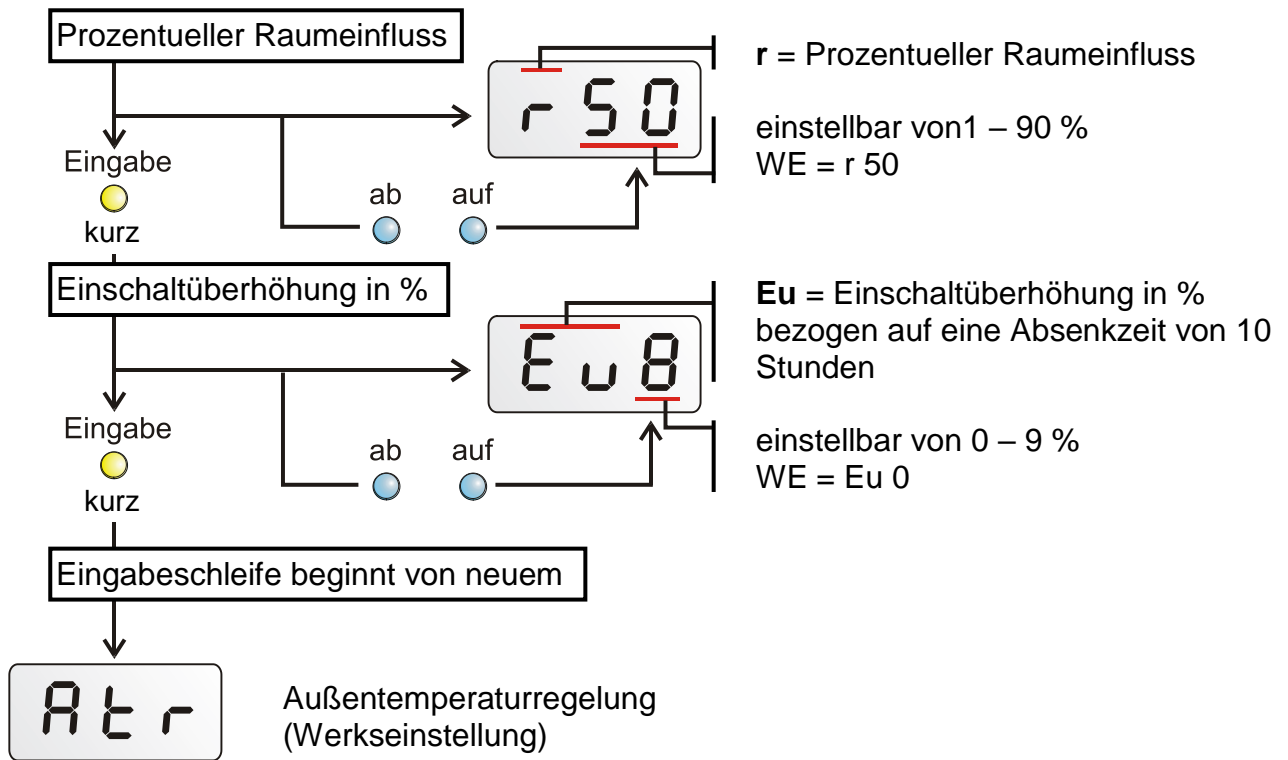 Prozentueller Raumeinfluss
r 50
r = Prozentueller Raumeinfluss
einstellbar von1 – 90 %
WE = r 50
Eingabe
kurz
ab auf
Einschaltüberhöhung in %
Eu8
Eu = Einschaltüberhöhung in %
bezogen auf eine Absenkzeit von 10
Stunden
einstellbar von 0 – 9 %
WE = Eu 0
Eingabe
kurz
ab auf
Eingabeschleife beginnt von neuem
Atr
Außentemperaturregelung
(Werkseinstellung)